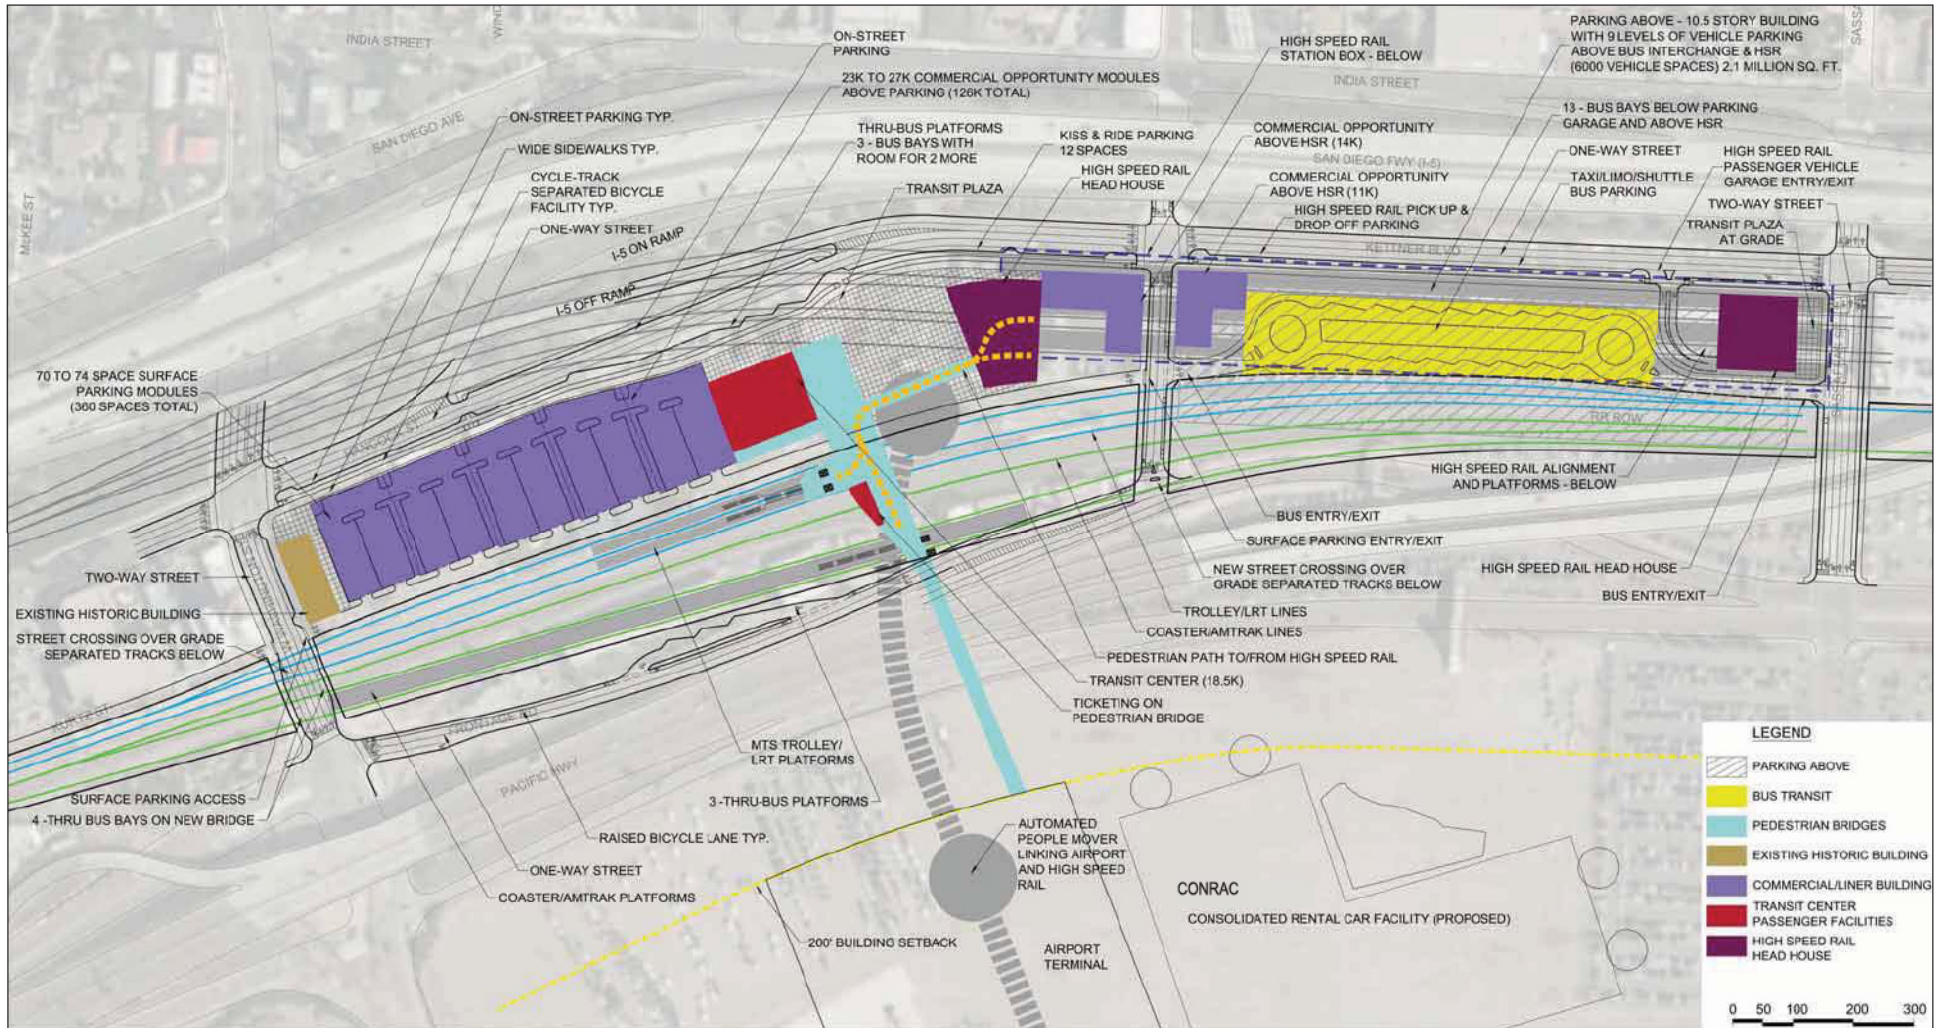 INDIA STREET
SAN DIEGO AVE
McKEE ST
ON-STREET
PARKING
23K TO 27K COMMERCIAL OPPORTUNITY MODULES
ABOVE PARKING (126K TOTAL)
ON-STREET PARKING TYP.
WIDE SIDEWALKS TYP.
CYCLE-TRACK
SEPARATED BICYCLE
FACILITY TYP.
ONE-WAY STREET
THRU-BUS PLATFORMS
3 - BUS BAYS WITH
ROOM FOR 2 MORE
TRANSIT PLAZA
KISS & RIDE PARKING
12 SPACES
HIGH SPEED RAIL
HEAD HOUSE
HIGH SPEED RAIL
STATION BOX - BELOW
COMMERCIAL OPPORTUNITY
ABOVE HSR (14K)
SAN DIEGO FWY (I-5)
COMMERCIAL OPPORTUNITY
ABOVE HSR (11K)
HIGH SPEED RAIL PICK UP &
DROP OFF PARKING
KETTNER BLVD
PARKING ABOVE - 10.5 STORY BUILDING
WITH 9 LEVELS OF VEHICLE PARKING
ABOVE BUS INTERCHANGE & HSR
(6000 VEHICLE SPACES) 2.1 MILLION SQ. FT.
INDIA STREET
13 - BUS BAYS BELOW PARKING
GARAGE AND ABOVE HSR
ONE-WAY STREET
TAXI/LIMO/SHUTTLE
BUS PARKING
HIGH SPEED RAIL
PASSENGER VEHICLE
GARAGE ENTRY/EXIT
TWO-WAY STREET
TRANSIT PLAZA
AT GRADE
I-5 ON RAMP
I-5 OFF RAMP
70 TO 74 SPACE SURFACE
PARKING MODULES
(360 SPACES TOTAL)
TWO-WAY STREET
EXISTING HISTORIC BUILDING
STREET CROSSING OVER GRADE
SEPARATED TRACKS BELOW
KURTZ ST.
SURFACE PARKING ACCESS
4 -THRU BUS BAYS ON NEW BRIDGE
FRONTAGE RD
PACIFIC HWY
RAISED BICYCLE LANE TYP.
ONE-WAY STREET
COASTER/AMTRAK PLATFORMS
MTS TROLLEY/
LRT PLATFORMS
3 -THRU-BUS PLATFORMS
200' BUILDING SETBACK
RR ROW
HIGH SPEED RAIL ALIGNMENT
AND PLATFORMS - BELOW
BUS ENTRY/EXIT
SURFACE PARKING ENTRY/EXIT
NEW STREET CROSSING OVER
GRADE SEPARATED TRACKS BELOW
HIGH SPEED RAIL HEAD HOUSE
BUS ENTRY/EXIT
TROLLEY/LRT LINES
COASTER/AMTRAK LINES
PEDESTRIAN PATH TO/FROM HIGH SPEED RAIL
TRANSIT CENTER (18.5K)
TICKETING ON
PEDESTRIAN BRIDGE
AUTOMATED
PEOPLE MOVER
LINKING AIRPORT
AND HIGH SPEED
RAIL
AIRPORT
TERMINAL
CONRAC
CONSOLIDATED RENTAL CAR FACILITY (PROPOSED)
LEGEND
PARKING ABOVE
BUS TRANSIT
PEDESTRIAN BRIDGES
EXISTING HISTORIC BUILDING
COMMERCIAL/LINER BUILDING
TRANSIT CENTER
PASSENGER FACILITIES
HIGH SPEED RAIL
HEAD HOUSE
0 50 100 200 300